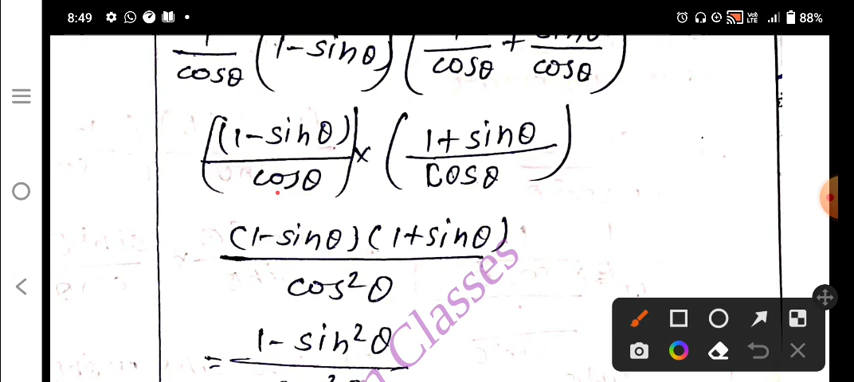 8:49 88%
1/cosθ (1-sinθ) (1/cosθ + sinθ/cosθ)
((1-sinθ)/cosθ) × (1+sinθ/cosθ)
(1-sinθ)(1+sinθ)/cos²θ
= 1-sin²θ
Classes